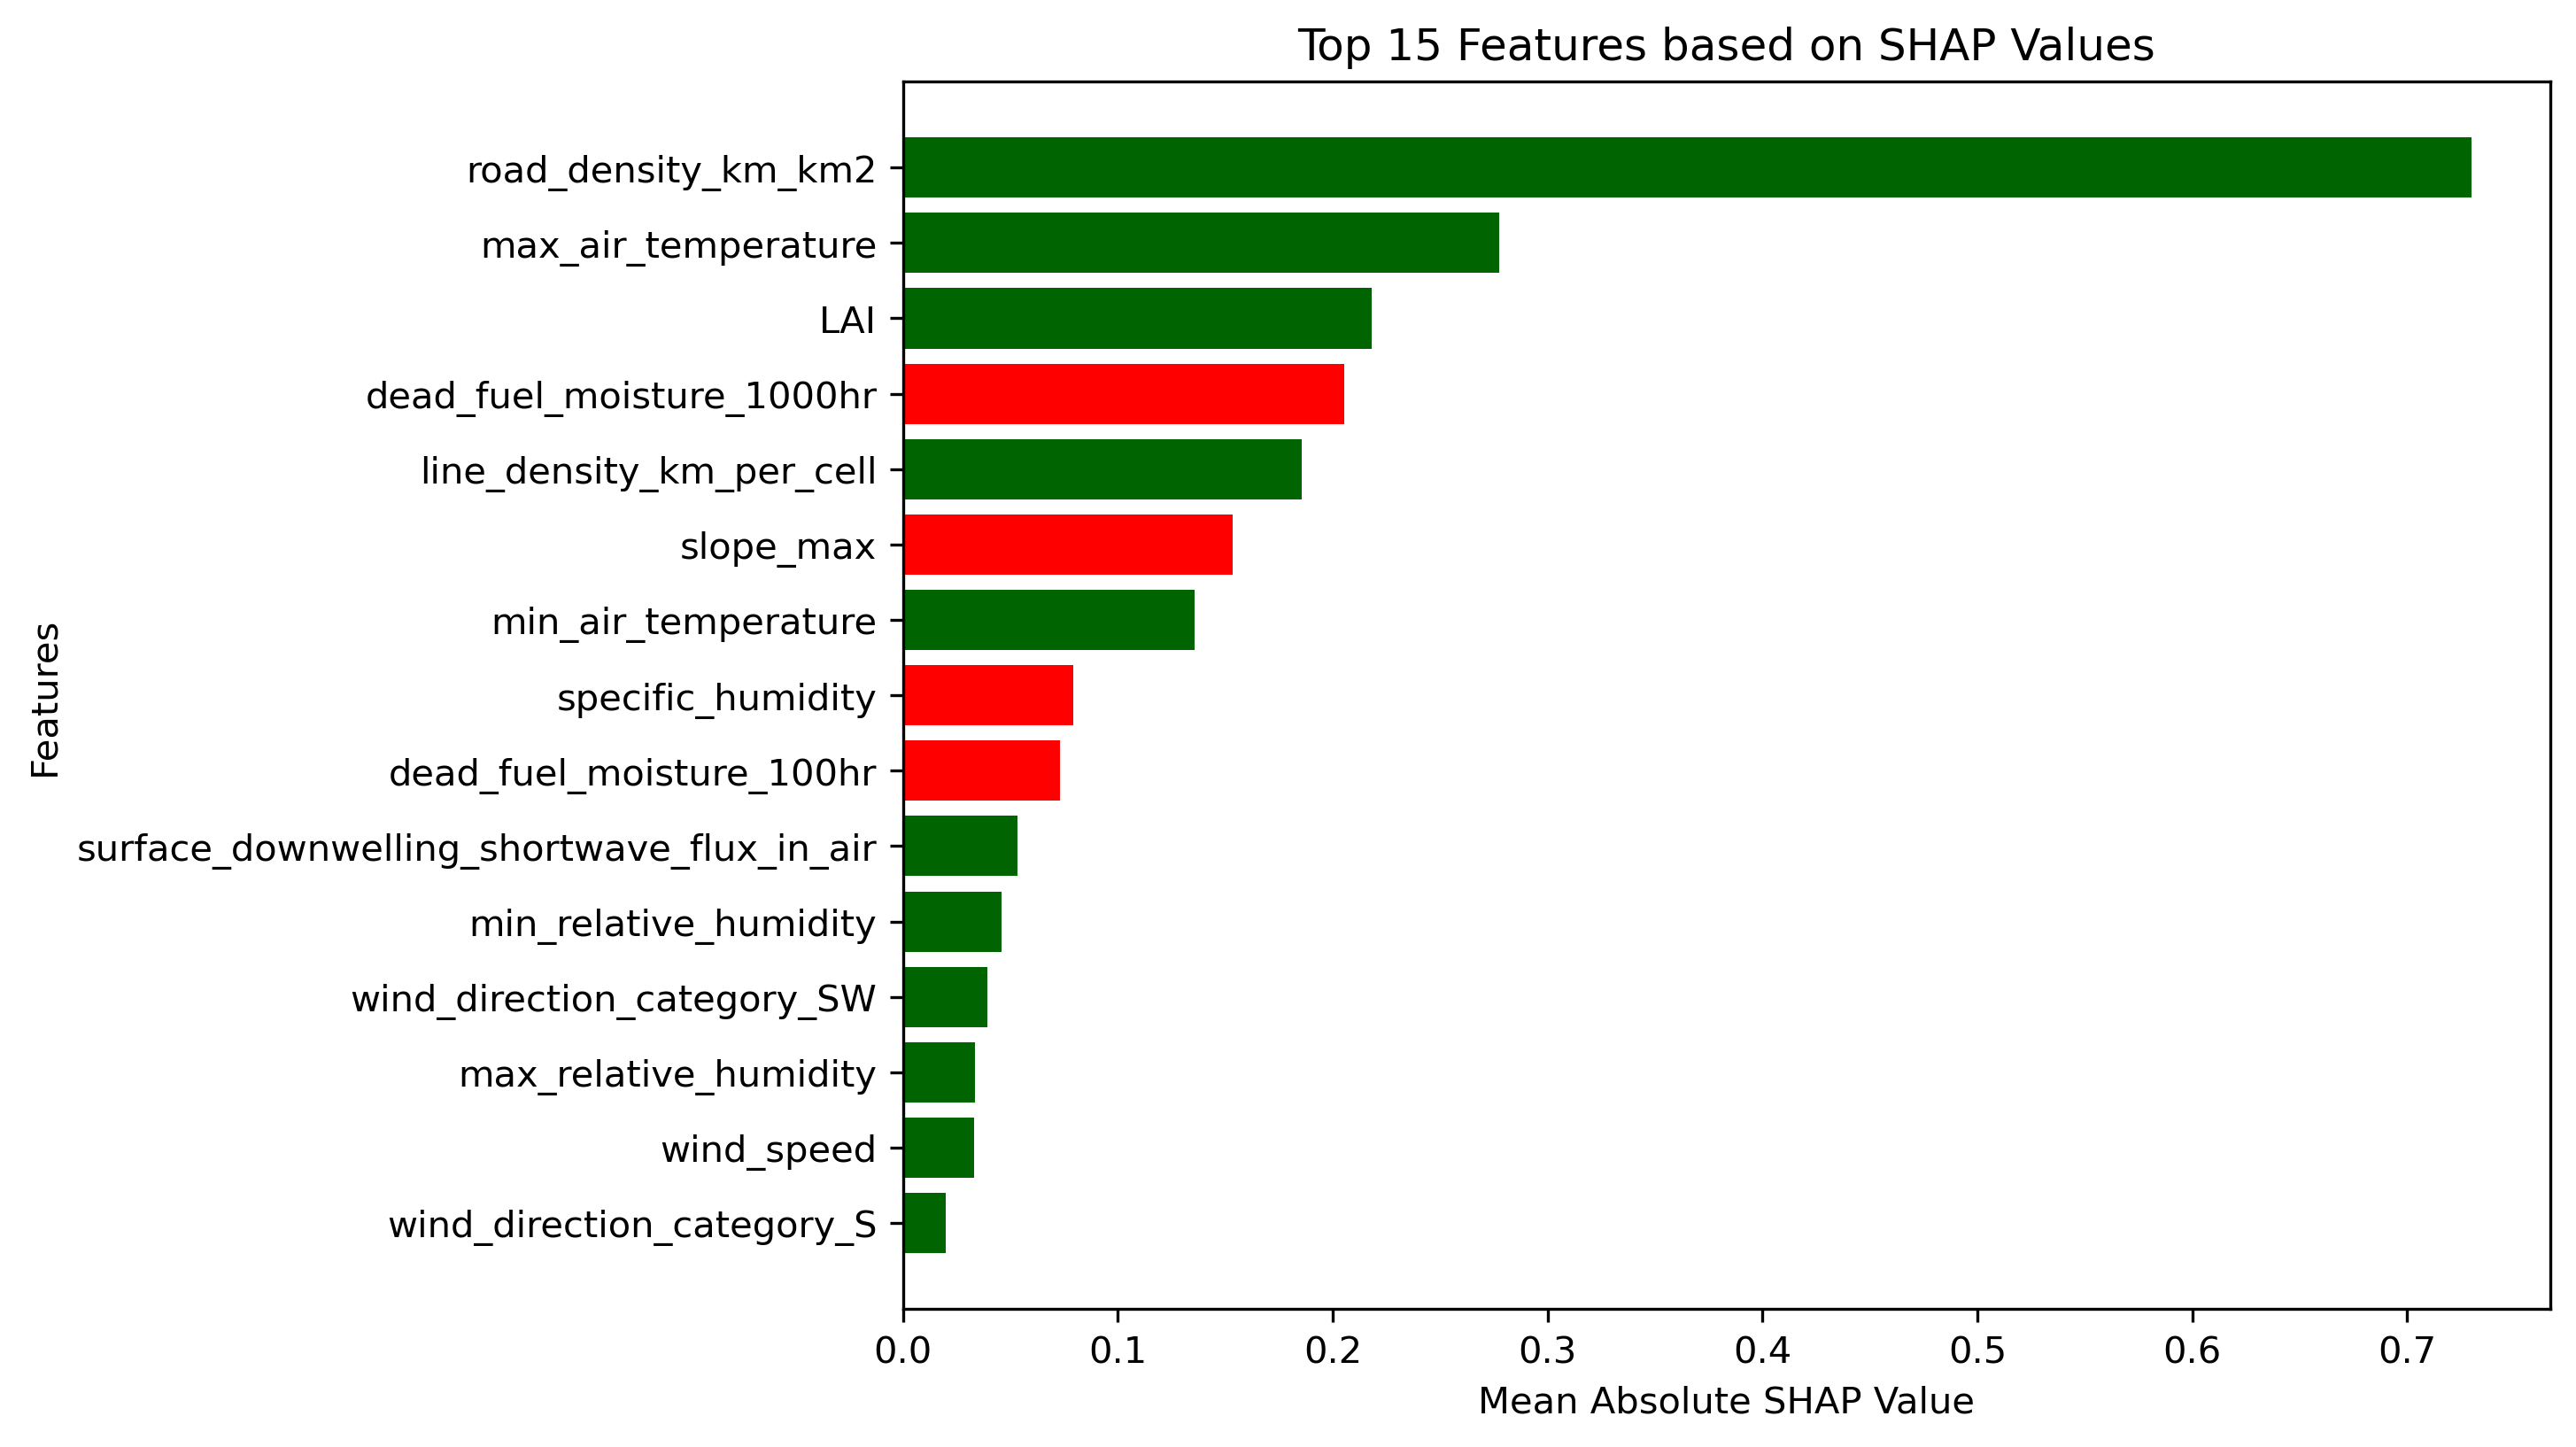 Top 15 Features based on SHAP Values
Features
road_density_km_km2
max_air_temperature
LAI
dead_fuel_moisture_1000hr
line_density_km_per_cell
slope_max
min_air_temperature
specific_humidity
dead_fuel_moisture_100hr
surface_downwelling_shortwave_flux_in_air
min_relative_humidity
wind_direction_category_SW
max_relative_humidity
wind_speed
wind_direction_category_S
0.0 0.1 0.2 0.3 0.4 0.5 0.6 0.7
Mean Absolute SHAP Value